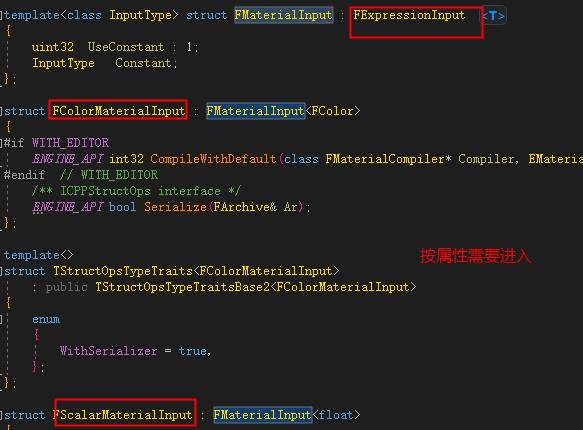 template<class InputType> struct FMaterialInput : FExpressionInput <T>
{
uint32 UseConstant : 1;
InputType Constant;
};
struct FColorMaterialInput : FMaterialInput<FColor>
{
#if WITH_EDITOR
ENGINE_API int32 CompileWithDefault(class FMaterialCompiler* Compiler, EMateria
#endif // WITH_EDITOR
/** ICPPStructOps interface */
ENGINE_API bool Serialize(FArchive& Ar);
};
template<>
按属性需要进入
struct TStructOpsTypeTraits<FColorMaterialInput>
: public TStructOpsTypeTraitsBase2<FColorMaterialInput>
{
enum
{
WithSerializer = true,
};
};
struct FScalarMaterialInput : FMaterialInput<float>